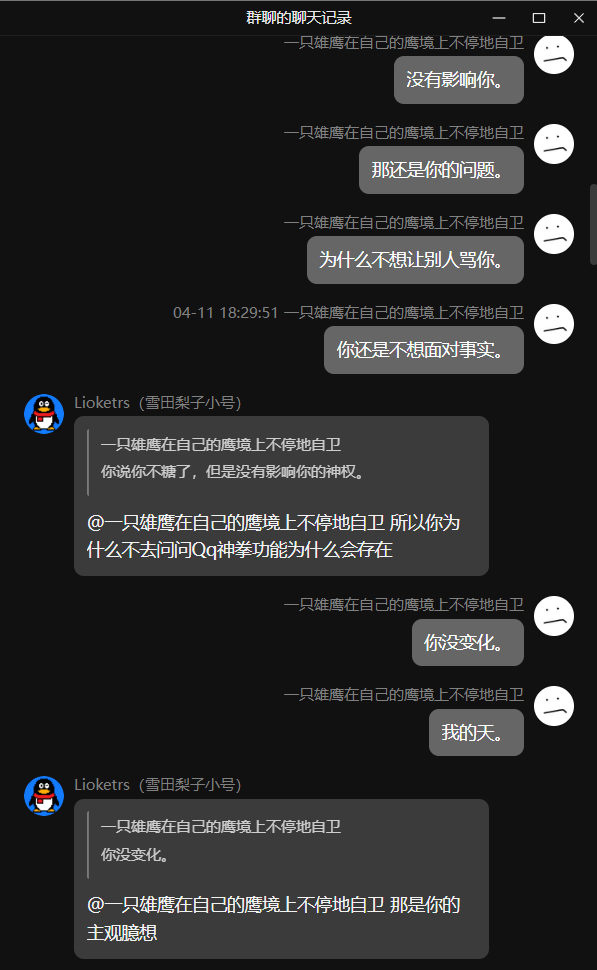 群聊的聊天记录
一只雄鹰在自己的鹰境上不停地自卫
没有影响你。
一只雄鹰在自己的鹰境上不停地自卫
那还是你的问题。
一只雄鹰在自己的鹰境上不停地自卫
为什么不想让别人骂你。
04-11 18:29:51 一只雄鹰在自己的鹰境上不停地自卫
你还是不想面对事实。
Lioketrs（雪田梨子小号）
一只雄鹰在自己的鹰境上不停地自卫
你说你不糖了，但是没有影响你的神权。
@一只雄鹰在自己的鹰境上不停地自卫 所以你为
什么不去问问Qq神拳功能为什么会存在
一只雄鹰在自己的鹰境上不停地自卫
你没变化。
一只雄鹰在自己的鹰境上不停地自卫
我的天。
Lioketrs（雪田梨子小号）
一只雄鹰在自己的鹰境上不停地自卫
你没变化。
@一只雄鹰在自己的鹰境上不停地自卫 那是你的
主观臆想